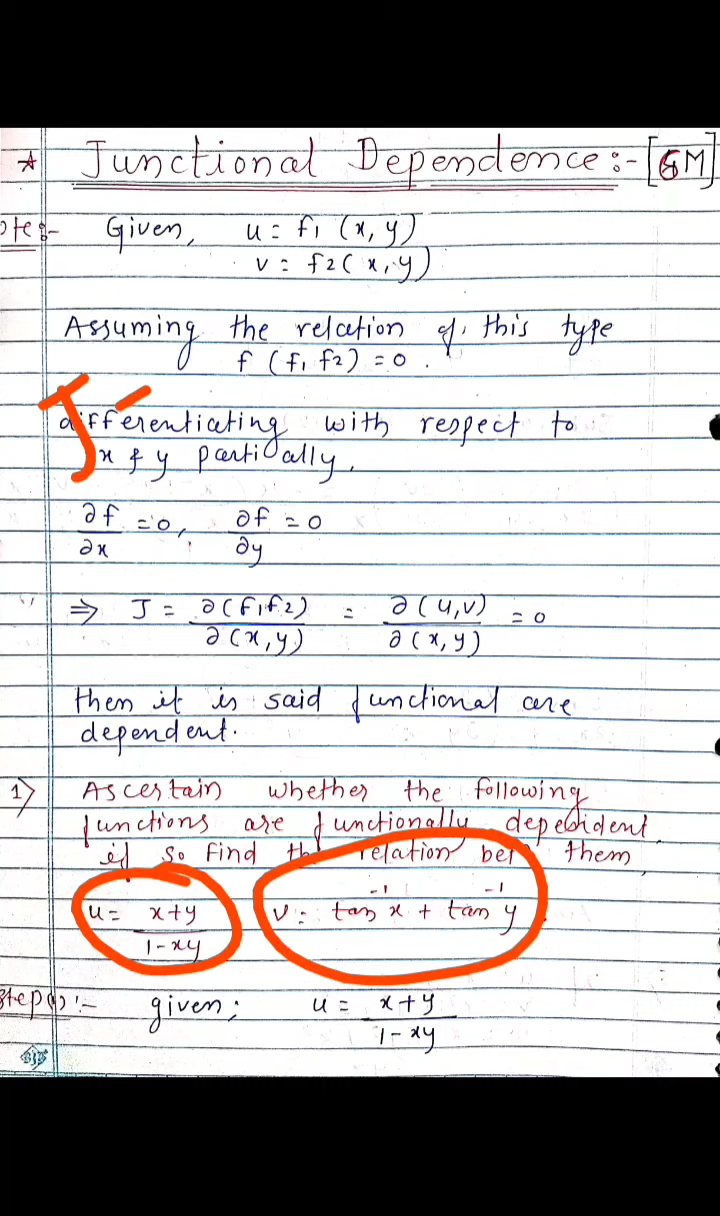 * Functional Dependence :- [6M]
ote :- Given, u = f1 (x, y)
v = f2 ( x, y)
Assuming the relation of this type
f (f1 f2) = 0 .
differentiating with respect to
x & y partially,
∂f/∂x = 0, ∂f/∂y = 0
⇒ J = ∂(f1f2)/∂(x,y) = ∂(u,v)/∂(x,y) = 0
then it is said functional are
dependent.
1) Ascertain whether the following
functions are functionally dependent
if so find the relation bet them
u = x+y/1-xy v = tan⁻¹ x + tan⁻¹ y
Step :- given; u = x+y/1-xy